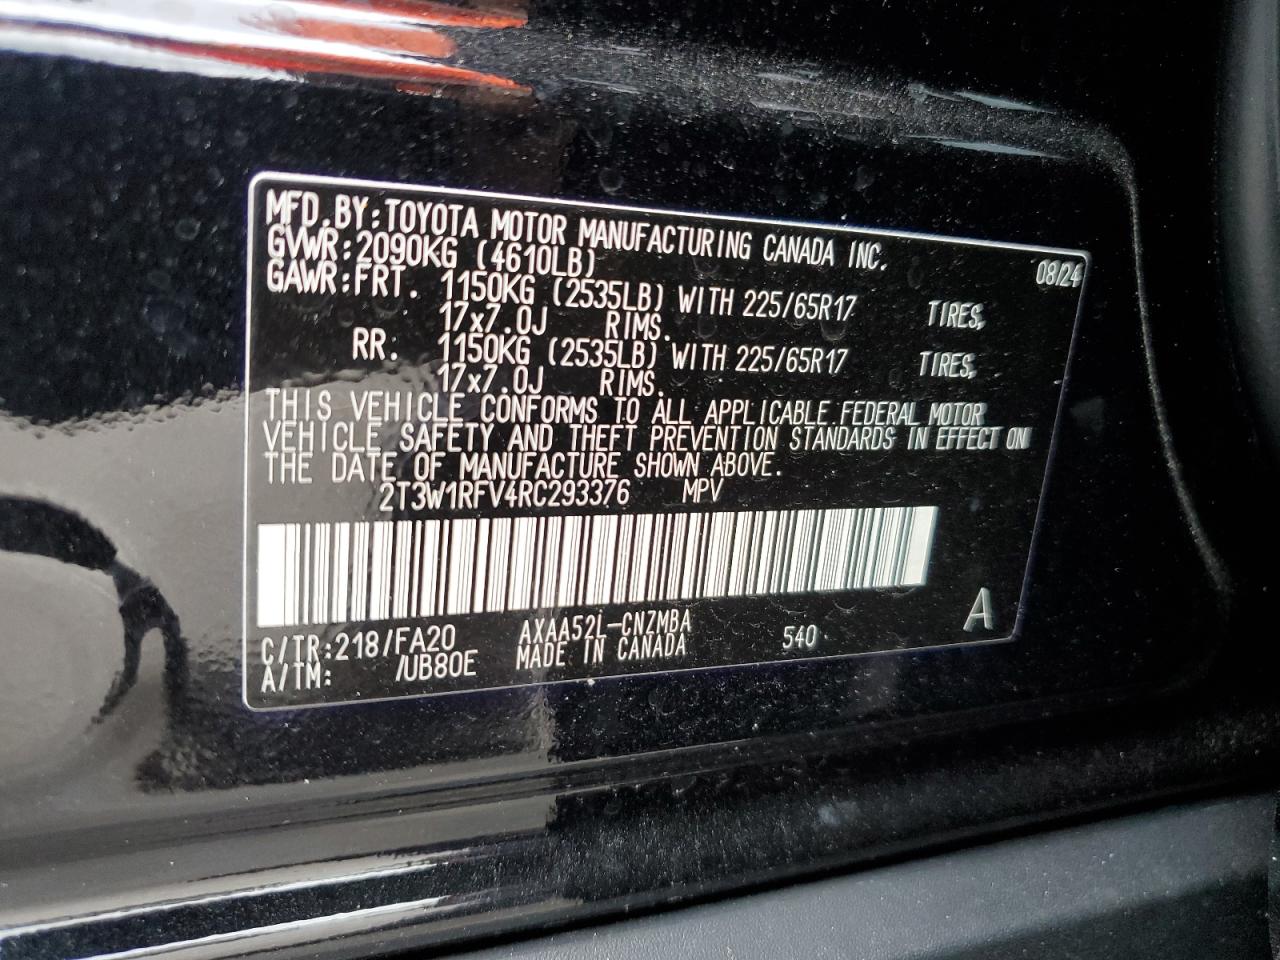 MFD.BY:TOYOTA MOTOR MANUFACTURING CANADA INC.
GVWR:2090KG (4610LB) 08/24
GAWR:FRT. 1150KG (2535LB) WITH 225/65R17 TIRES,
17x7.0J RIMS.
RR. 1150KG (2535LB) WITH 225/65R17 TIRES,
17x7.0J RIMS.
THIS VEHICLE CONFORMS TO ALL APPLICABLE FEDERAL MOTOR
VEHICLE SAFETY AND THEFT PREVENTION STANDARDS IN EFFECT ON
THE DATE OF MANUFACTURE SHOWN ABOVE.
2T3W1RFV4RC293376 MPV
C/TR:218/FA20 AXAA52L-CNZMBA 540 A
A/TM: /UB80E MADE IN CANADA